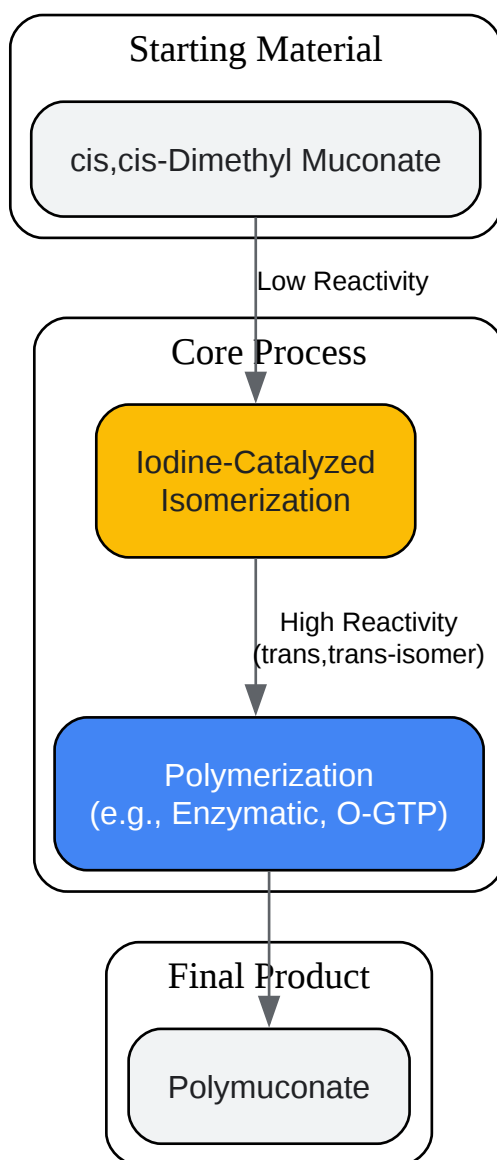 Starting Material
cis,cis-Dimethyl Muconate
Low Reactivity
Core Process
Iodine-Catalyzed
Isomerization
High Reactivity
(trans,trans-isomer)
Polymerization
(e.g., Enzymatic, O-GTP)
Final Product
Polymuconate